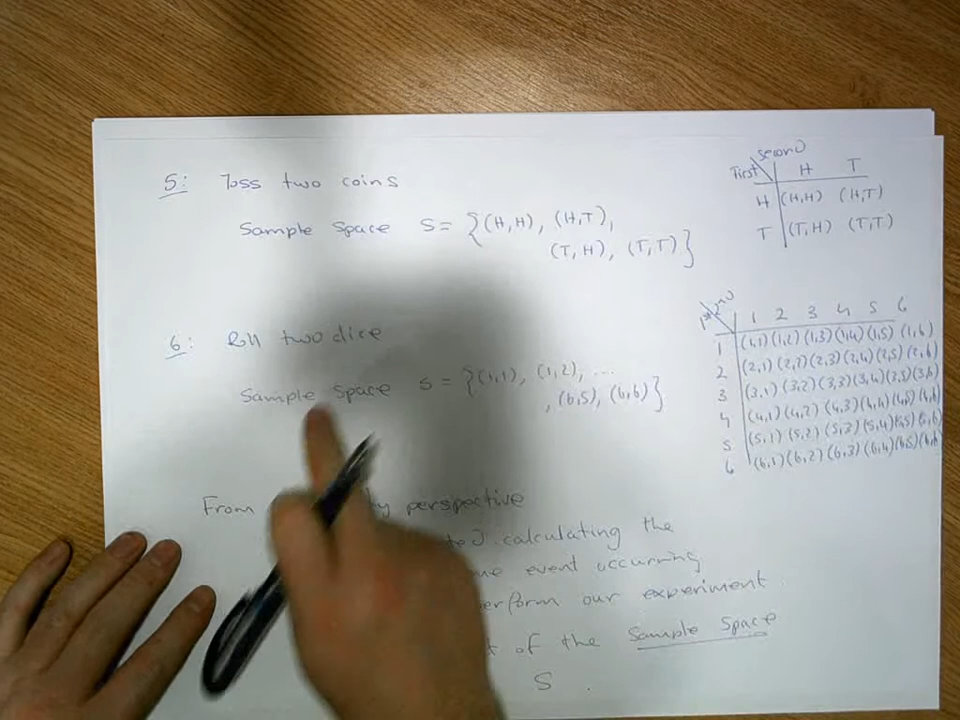 5: Toss two coins
Sample Space S = {(H,H), (H,T),
(T,H), (T,T)}
Second
First H T
H (H,H) (H,T)
T (T,H) (T,T)
6: Roll two dice
Sample Space S = {(1,1), (1,2), ...
, (6,5), (6,6)}
1st 2nd 1 2 3 4 5 6
1 (1,1) (1,2) (1,3) (1,4) (1,5) (1,6)
2 (2,1) (2,2) (2,3) (2,4) (2,5) (2,6)
3 (3,1) (3,2) (3,3) (3,4) (3,5) (3,6)
4 (4,1) (4,2) (4,3) (4,4) (4,5) (4,6)
5 (5,1) (5,2) (5,3) (5,4) (5,5) (5,6)
6 (6,1) (6,2) (6,3) (6,4) (6,5) (6,6)
From perspective
calculating the
event occurring
perform our experiment
of the Sample Space
S.